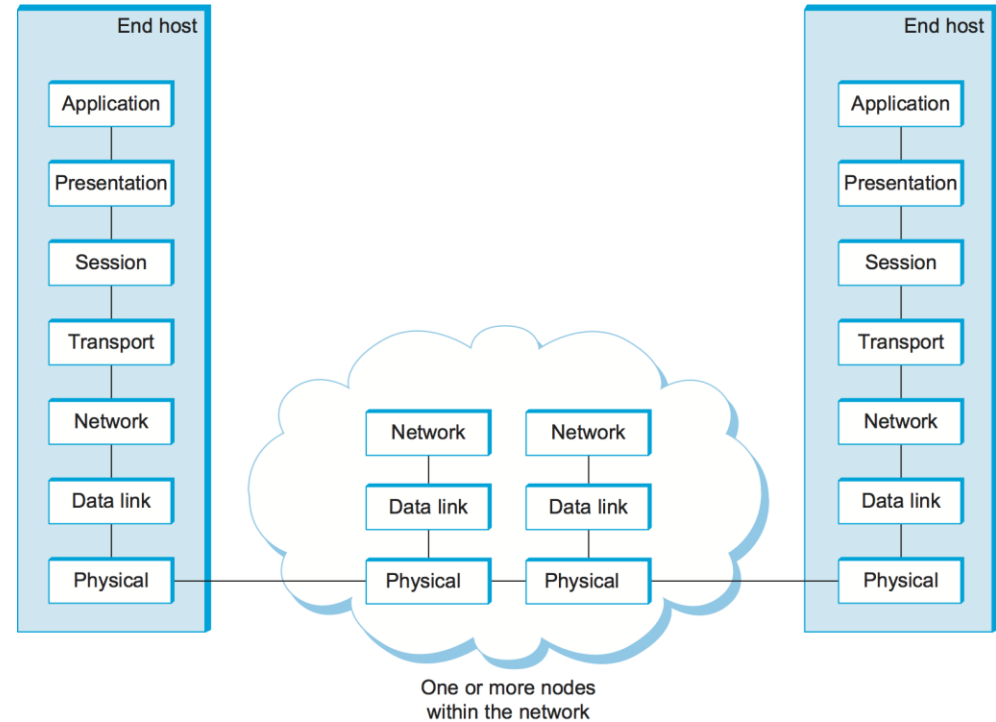 End host
End host
Application
Application
Presentation
Presentation
Session
Session
Transport
Transport
Network
Network
Network
Network
Data link
Data link
Data link
Data link
Physical
Physical
Physical
Physical
One or more nodes
within the network